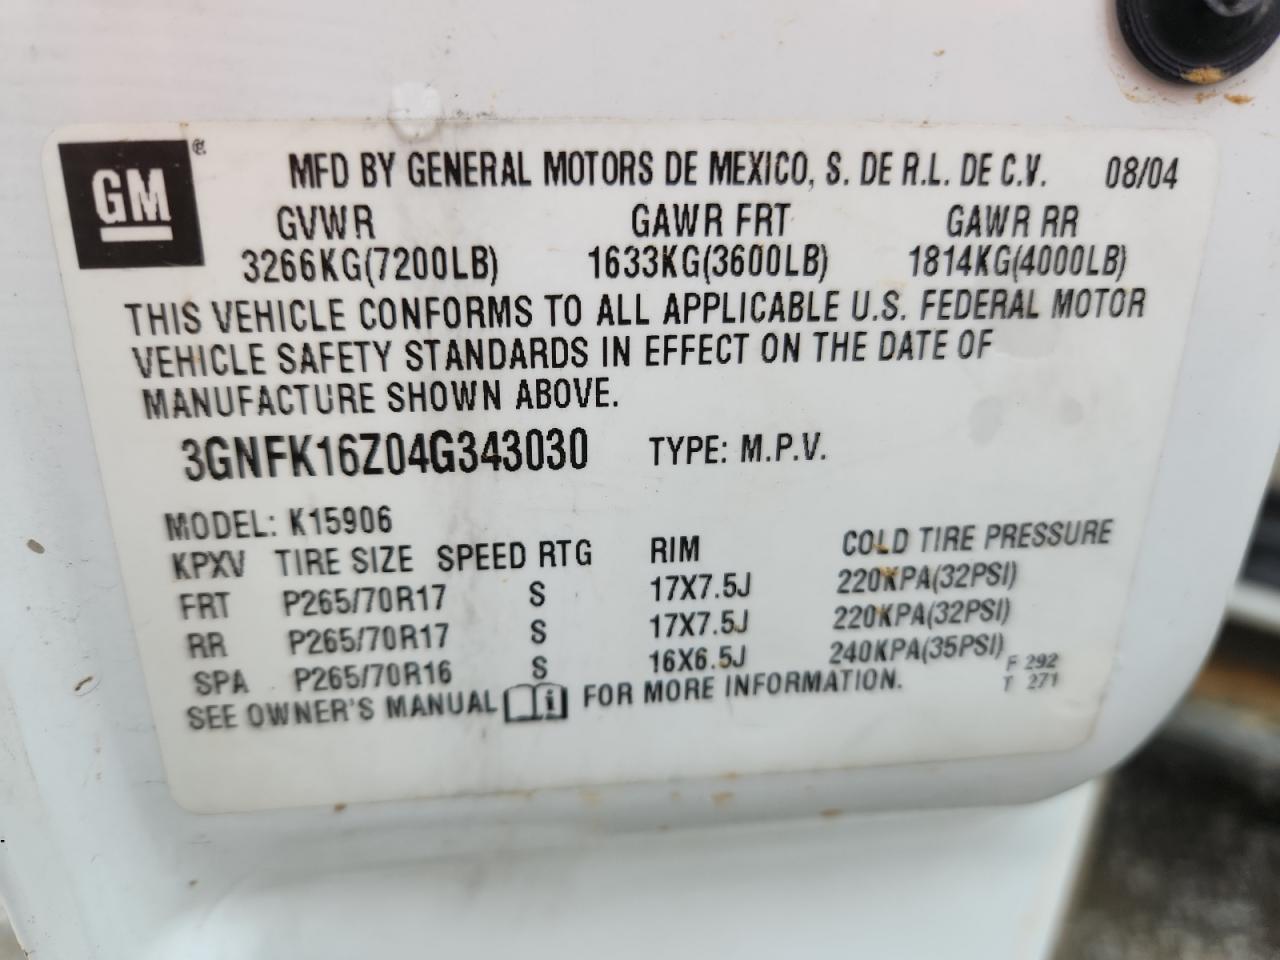 GM
MFD BY GENERAL MOTORS DE MEXICO, S. DE R.L. DE C.V. 08/04
GVWR GAWR FRT GAWR RR
3266KG(7200LB) 1633KG(3600LB) 1814KG(4000LB)
THIS VEHICLE CONFORMS TO ALL APPLICABLE U.S. FEDERAL MOTOR
VEHICLE SAFETY STANDARDS IN EFFECT ON THE DATE OF
MANUFACTURE SHOWN ABOVE.
3GNFK16Z04G343030 TYPE: M.P.V.
MODEL: K15906
KPXV TIRE SIZE SPEED RTG RIM COLD TIRE PRESSURE
FRT P265/70R17 S 17X7.5J 220KPA(32PSI)
RR P265/70R17 S 17X7.5J 220KPA(32PSI)
SPA P265/70R16 S 16X6.5J 240KPA(35PSI)
F 292
T 271
SEE OWNER'S MANUAL i FOR MORE INFORMATION.